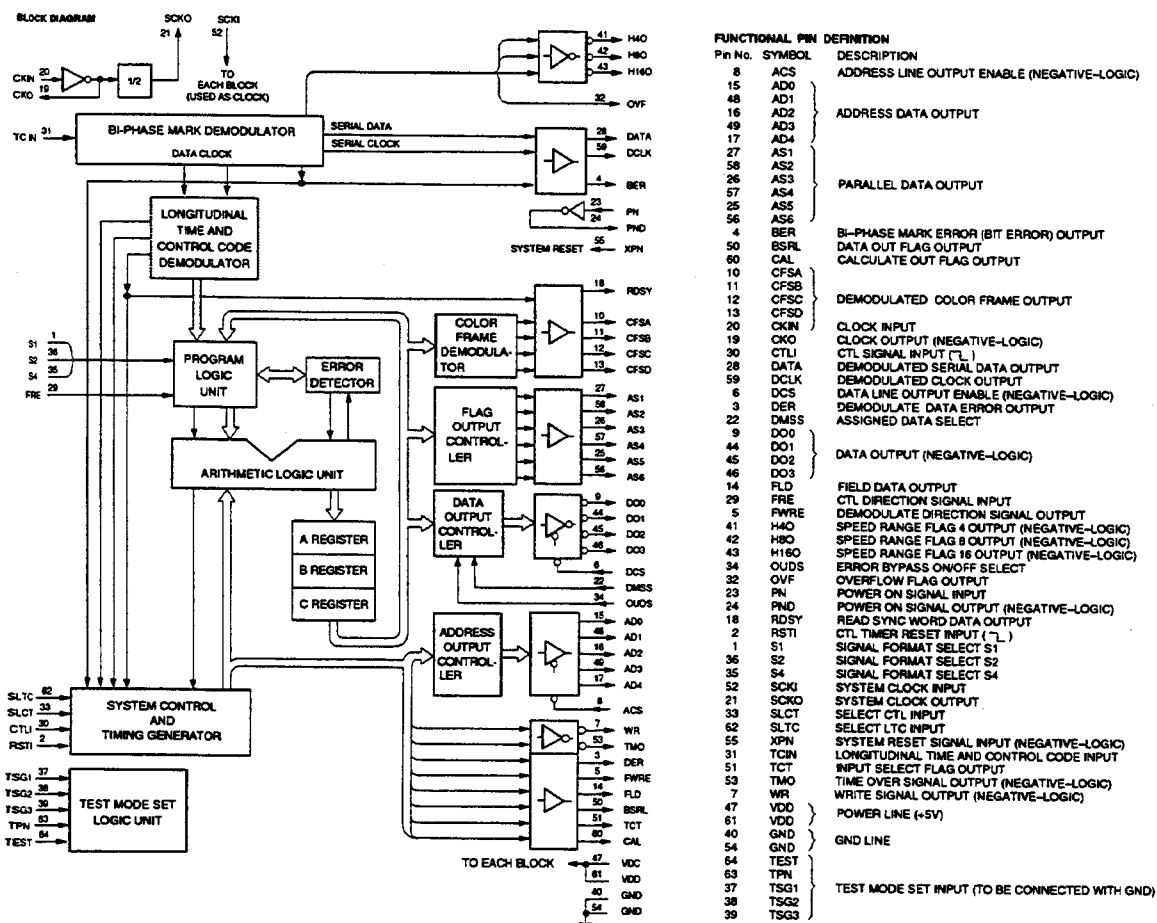 BLOCK DIAGRAM
SCKO
SCKI
21
52
TO
EACH BLOCK
(USED AS CLOCK)
CKIN 20
CKO 19
1/2
41 H4O
42 H8O
43 H16O
32 OVF
TC IN 31
BI-PHASE MARK DEMODULATOR
DATA CLOCK
SERIAL DATA
SERIAL CLOCK
28 DATA
59 DCLK
4 BER
23 PN
24 PND
SYSTEM RESET 55 XPN
LONGITUDINAL
TIME AND
CONTROL CODE
DEMODULATOR
18 RDSY
COLOR
FRAME
DEMODULA-
TOR
10 CFSA
11 CFSB
12 CFSC
13 CFSD
S1 1
S2 36
S4 35
FRE 29
PROGRAM
LOGIC
UNIT
ERROR
DETECTOR
FLAG
OUTPUT
CONTROL-
LER
27 AS1
58 AS2
26 AS3
57 AS4
25 AS5
56 AS6
ARITHMETIC LOGIC UNIT
DATA
OUTPUT
CONTROL-
LER
9 DO0
44 DO1
45 DO2
46 DO3
6 DCS
22 DMSS
34 OUDS
A REGISTER
B REGISTER
C REGISTER
ADDRESS
OUTPUT
CONTROL-
LER
15 AD0
48 AD1
16 AD2
49 AD3
17 AD4
8 ACS
SLTC 62
SLCT 33
CTLI 30
RSTI 2
SYSTEM CONTROL
AND
TIMING GENERATOR
7 WR
53 TMO
3 DER
5 FWRE
14 FLD
50 BSRL
51 TCT
60 CAL
TSG1 37
TSG2 38
TSG3 39
TPN 63
TEST 64
TEST MODE SET
LOGIC UNIT
TO EACH BLOCK
47 VDC
61 VDD
40 GND
54 GND
FUNCTIONAL PIN DEFINITION
Pin No. SYMBOL DESCRIPTION
8 ACS ADDRESS LINE OUTPUT ENABLE (NEGATIVE-LOGIC)
15 AD0
48 AD1
16 AD2 ADDRESS DATA OUTPUT
49 AD3
17 AD4
27 AS1
58 AS2
26 AS3 PARALLEL DATA OUTPUT
57 AS4
25 AS5
56 AS6
4 BER BI-PHASE MARK ERROR (BIT ERROR) OUTPUT
50 BSRL DATA OUT FLAG OUTPUT
60 CAL CALCULATE OUT FLAG OUTPUT
10 CFSA
11 CFSB
12 CFSC DEMODULATED COLOR FRAME OUTPUT
13 CFSD
20 CKIN CLOCK INPUT
19 CKO CLOCK OUTPUT (NEGATIVE-LOGIC)
30 CTLI CTL SIGNAL INPUT ( )
28 DATA DEMODULATED SERIAL DATA OUTPUT
59 DCLK DEMODULATED CLOCK OUTPUT
6 DCS DATA LINE OUTPUT ENABLE (NEGATIVE-LOGIC)
3 DER DEMODULATE DATA ERROR OUTPUT
22 DMSS ASSIGNED DATA SELECT
9 DO0
44 DO1
45 DO2 DATA OUTPUT (NEGATIVE-LOGIC)
46 DO3
14 FLD FIELD DATA OUTPUT
29 FRE CTL DIRECTION SIGNAL INPUT
5 FWRE DEMODULATE DIRECTION SIGNAL OUTPUT
41 H4O SPEED RANGE FLAG 4 OUTPUT (NEGATIVE-LOGIC)
42 H8O SPEED RANGE FLAG 8 OUTPUT (NEGATIVE-LOGIC)
43 H16O SPEED RANGE FLAG 16 OUTPUT (NEGATIVE-LOGIC)
34 OUDS ERROR BYPASS ON/OFF SELECT
32 OVF OVERFLOW FLAG OUTPUT
23 PN POWER ON SIGNAL INPUT
24 PND POWER ON SIGNAL OUTPUT (NEGATIVE-LOGIC)
18 RDSY READ SYNC WORD DATA OUTPUT
2 RSTI CTL TIMER RESET INPUT ( )
1 S1 SIGNAL FORMAT SELECT S1
36 S2 SIGNAL FORMAT SELECT S2
35 S4 SIGNAL FORMAT SELECT S4
52 SCKI SYSTEM CLOCK INPUT
21 SCKO SYSTEM CLOCK OUTPUT
33 SLCT SELECT CTL INPUT
62 SLTC SELECT LTC INPUT
55 XPN SYSTEM RESET SIGNAL INPUT (NEGATIVE-LOGIC)
31 TCIN LONGITUDINAL TIME AND CONTROL CODE INPUT
51 TCT INPUT SELECT FLAG OUTPUT
53 TMO TIME OVER SIGNAL OUTPUT (NEGATIVE-LOGIC)
7 WR WRITE SIGNAL OUTPUT (NEGATIVE-LOGIC)
47 VDD
61 VDD POWER LINE (+5V)
40 GND
54 GND GND LINE
64 TEST
63 TPN
37 TSG1 TEST MODE SET INPUT (TO BE CONNECTED WITH GND)
38 TSG2
39 TSG3